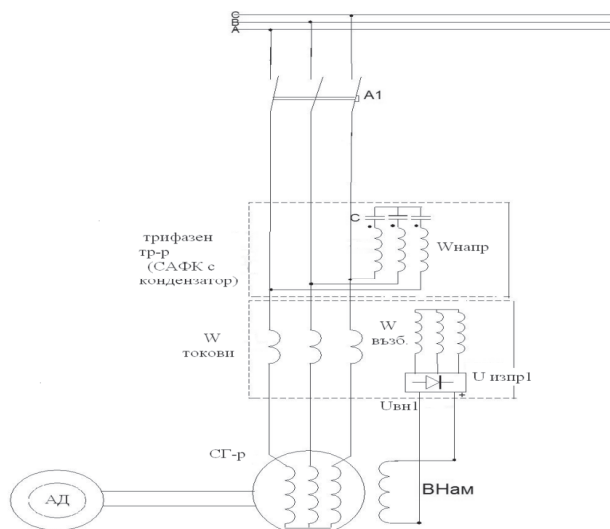 C
B
A
A1
трифазен
тр-р
(САФК с
кондензатор)
C
Wнапр
W
токови
W
възб.
U изпр1
+
Uвн1
СГ-р
АД
ВНам